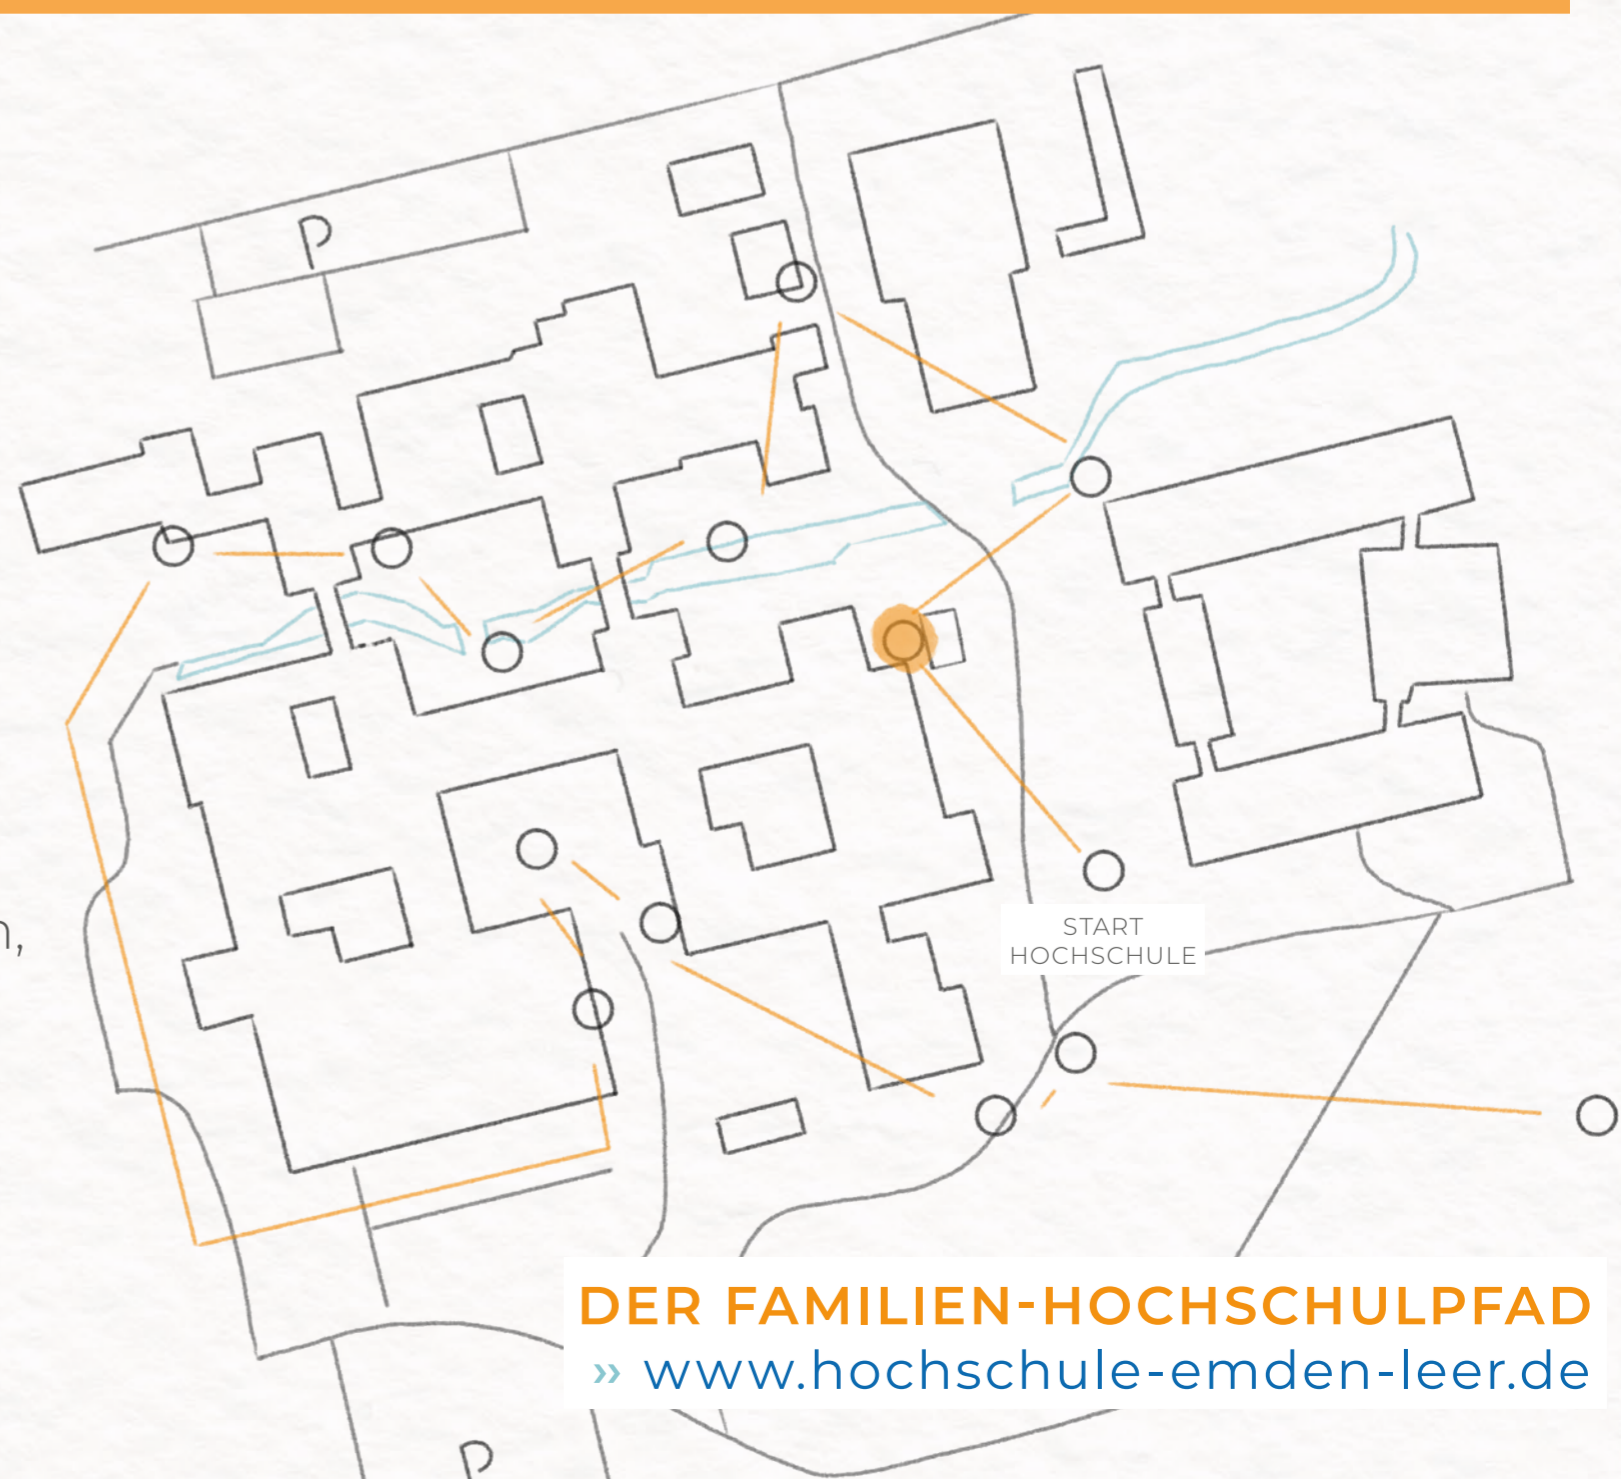 P
n,
START
HOCHSCHULE
DER FAMILIEN-HOCHSCHULPFAD
» www.hochschule-emden-leer.de
P